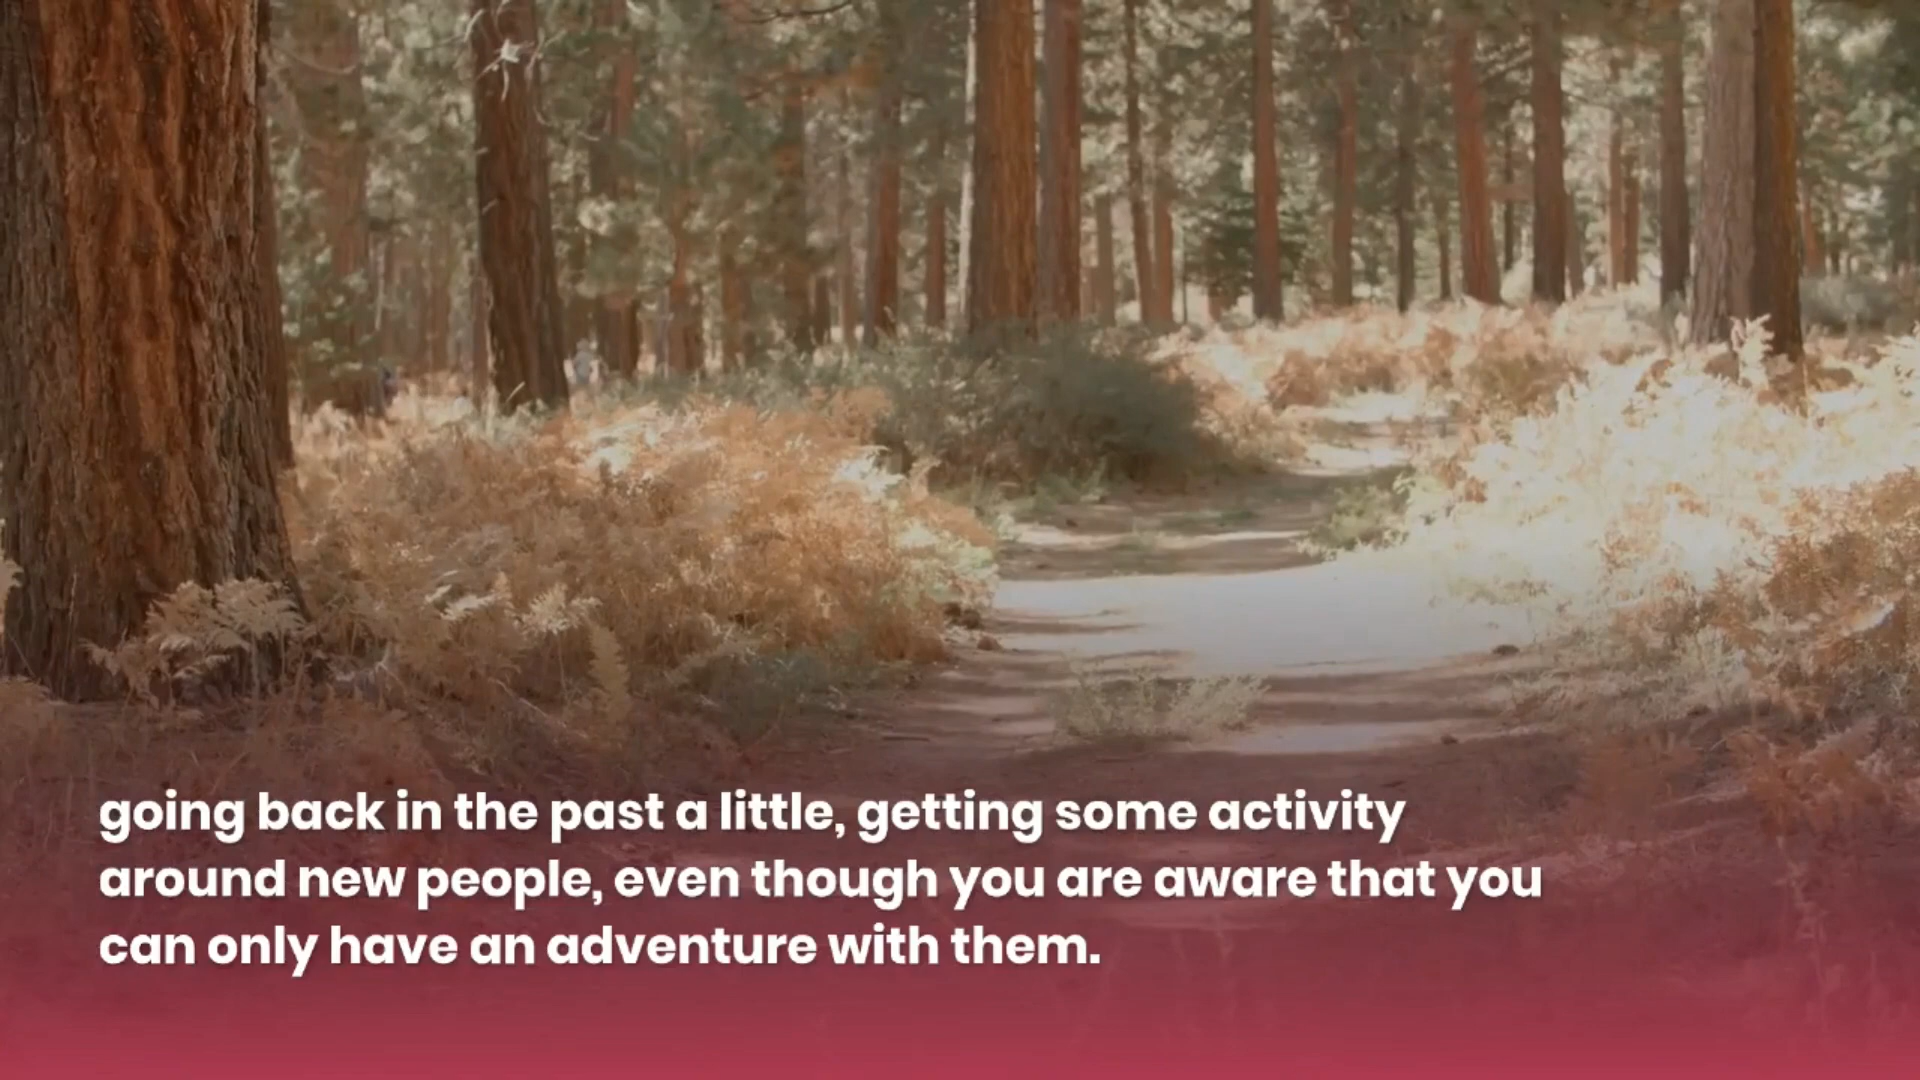 going back in the past a little, getting some activity
around new people, even though you are aware that you
can only have an adventure with them.